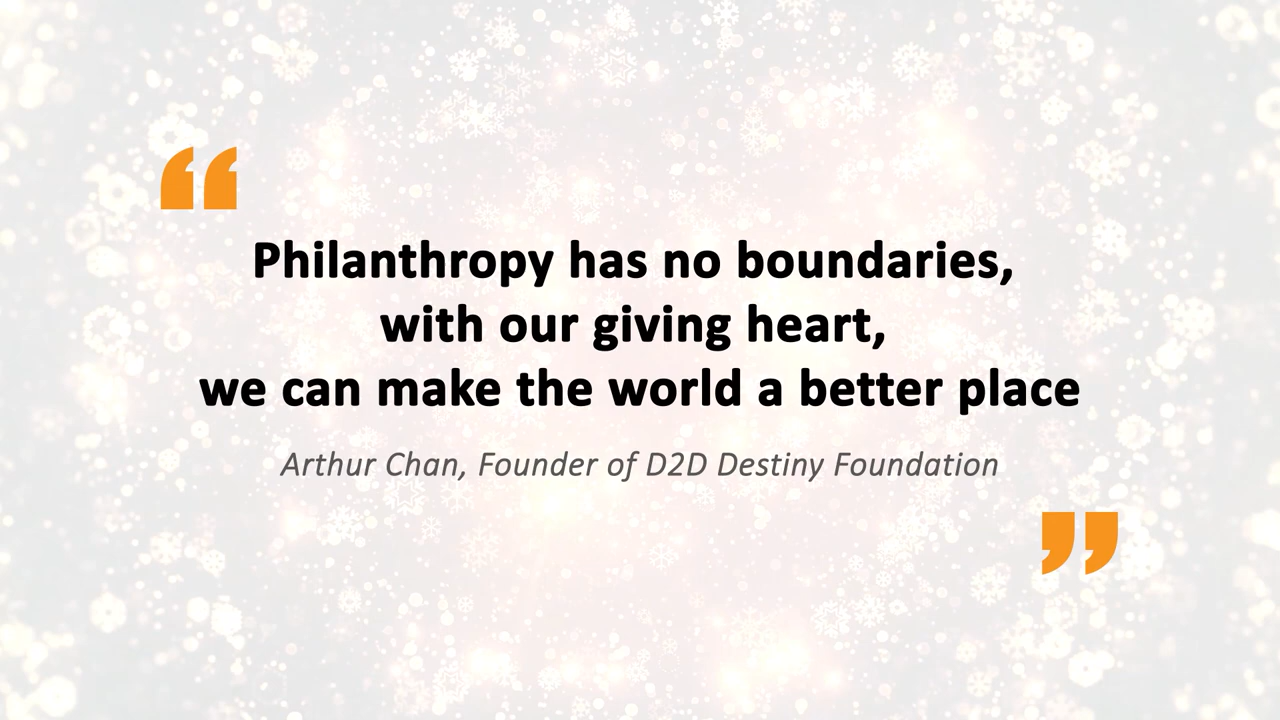 “
Philanthropy has no boundaries,
with our giving heart,
we can make the world a better place
Arthur Chan, Founder of D2D Destiny Foundation
”